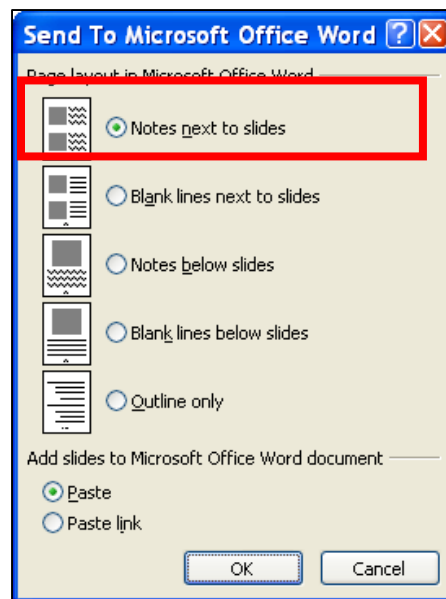 Send To Microsoft Office Word
Page layout in Microsoft Office Word
Notes next to slides
Blank lines next to slides
Notes below slides
Blank lines below slides
Outline only
Add slides to Microsoft Office Word document
Paste
Paste link
OK Cancel